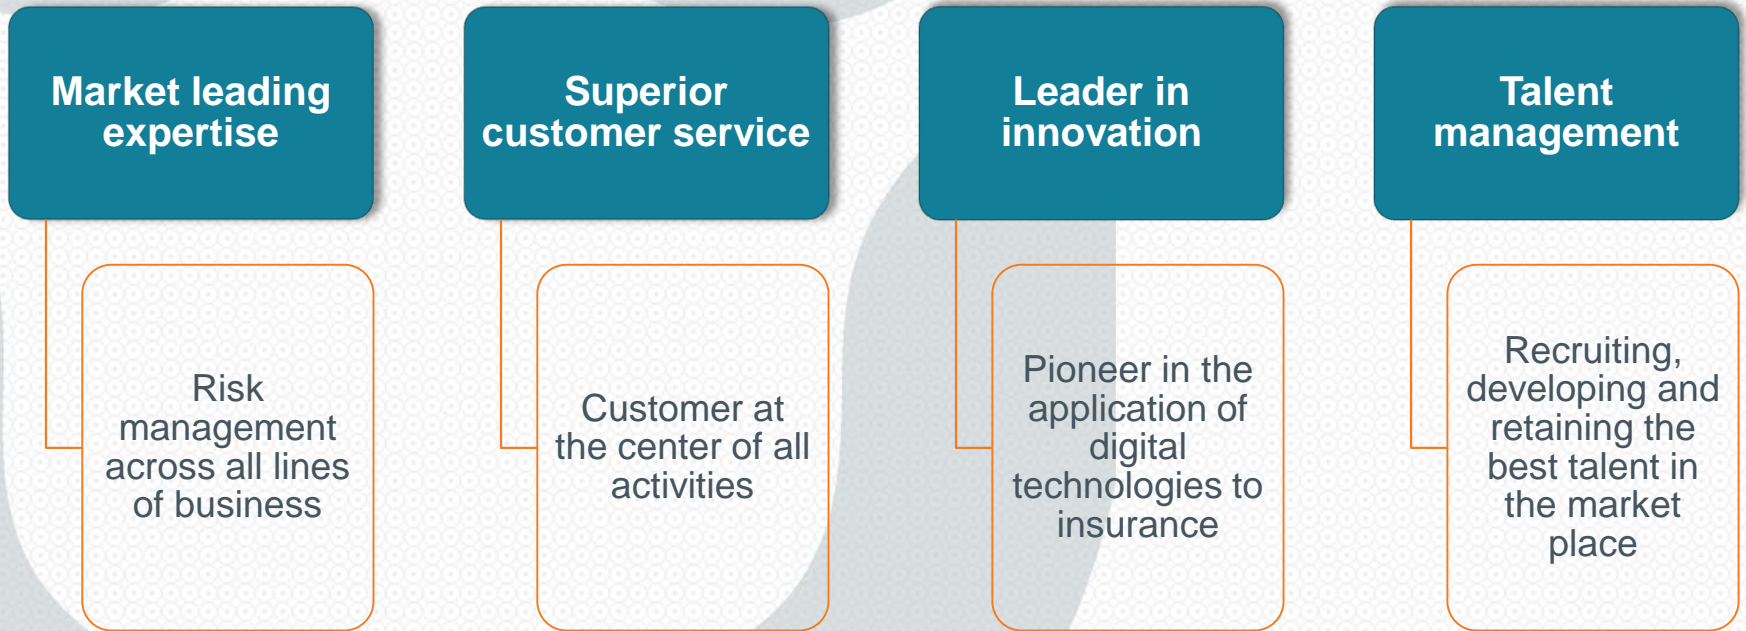 Market leading
expertise
Risk
management
across all lines
of business
Superior
customer service
Customer at
the center of all
activities
Leader in
innovation
Pioneer in the
application of
digital
technologies to
insurance
Talent
management
Recruiting,
developing and
retaining the
best talent in
the market
place